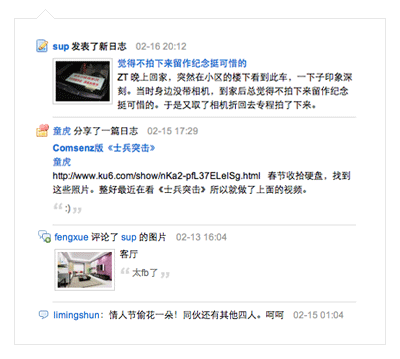 sup 发表了新日志 02-16 20:12
觉得不拍下来留作纪念挺可惜的
ZT 晚上回家，突然在小区的楼下看到此车，一下子印象深
刻。当时身边没带相机，到家后总觉得不拍下来留作纪念
挺可惜的。于是又取了相机折回去专程拍了下来。
童虎 分享了一篇日志 02-15 17:29
Comsenz版《士兵突击》
童虎
http://www.ku6.com/show/nKa2-pfL37ELeISg.html 春节收拾硬盘，找到
这些照片。整好最近在看《士兵突击》所以就做了上面的视频。
“ :) ”
fengxue 评论了 sup 的图片 02-13 16:04
客厅
“ 太fb了 ”
limingshun：情人节偷花一朵！同伙还有其他四人。呵呵 02-15 01:04